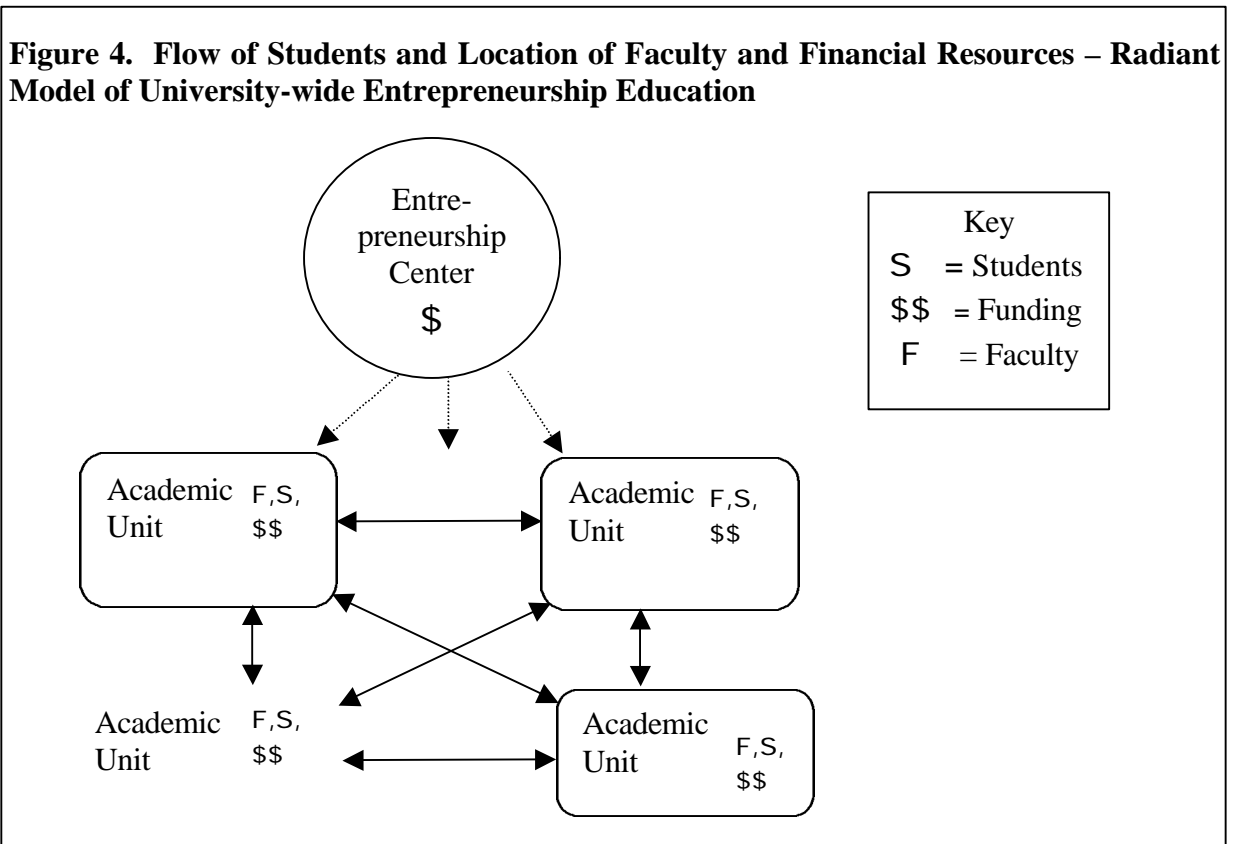 Figure 4. Flow of Students and Location of Faculty and Financial Resources – Radiant
Model of University-wide Entrepreneurship Education
Entre-
preneurship
Center
$
Key
S = Students
$$ = Funding
F = Faculty
Academic F,S,
Unit $$
Academic F,S,
Unit $$
Academic F,S,
Unit $$
Academic
Unit F,S,
$$